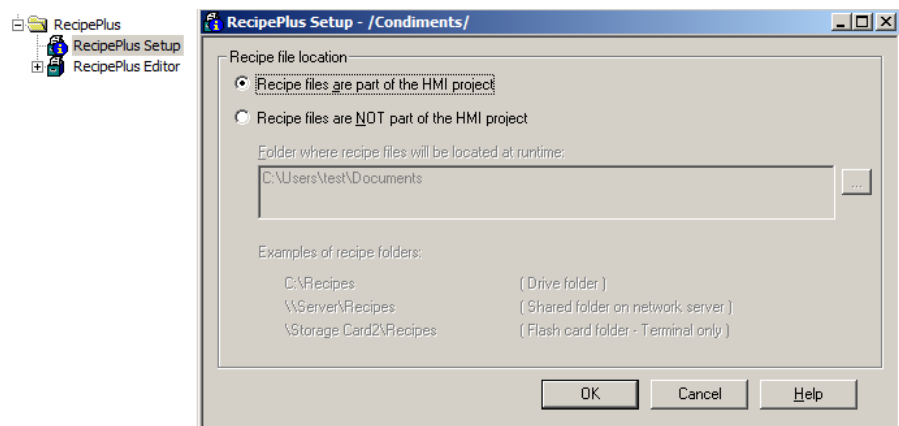 RecipePlus
RecipePlus Setup
RecipePlus Editor
RecipePlus Setup - /Condiments/
Recipe file location
Recipe files are part of the HMI project
Recipe files are NOT part of the HMI project
Folder where recipe files will be located at runtime:
C:\Users\test\Documents
...
Examples of recipe folders:
C:\Recipes ( Drive folder )
\\Server\Recipes ( Shared folder on network server )
\Storage Card2\Recipes ( Flash card folder - Terminal only )
OK Cancel Help